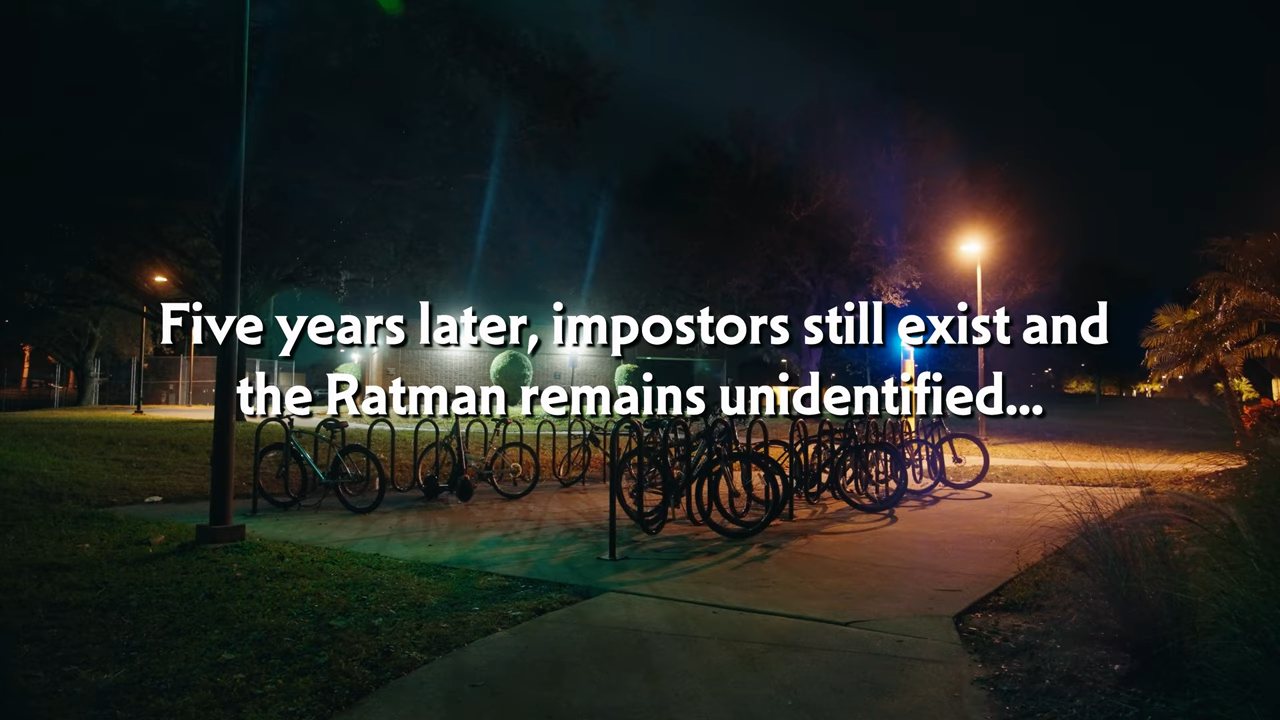 Five years later, impostors still exist and
the Ratman remains unidentified...